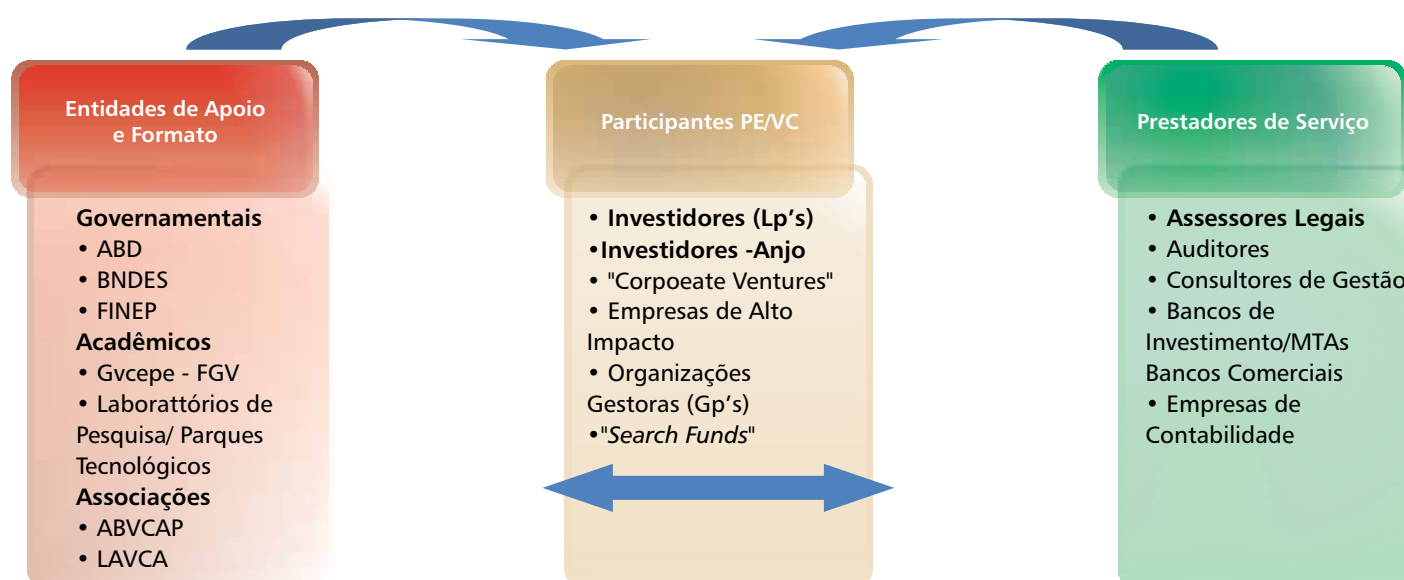 Entidades de Apoio
e Formato
Governamentais
• ABD
• BNDES
• FINEP
Acadêmicos
• Gvcepe - FGV
• Laborattórios de
Pesquisa/ Parques
Tecnológicos
Associações
• ABVCAP
• LAVCA
Participantes PE/VC
• Investidores (Lp’s)
•Investidores -Anjo
• "Corpoeate Ventures"
• Empresas de Alto
Impacto
• Organizações
Gestoras (Gp’s)
•"Search Funds"
Prestadores de Serviço
• Assessores Legais
• Auditores
• Consultores de Gestão
• Bancos de
Investimento/MTAs
Bancos Comerciais
• Empresas de
Contabilidade